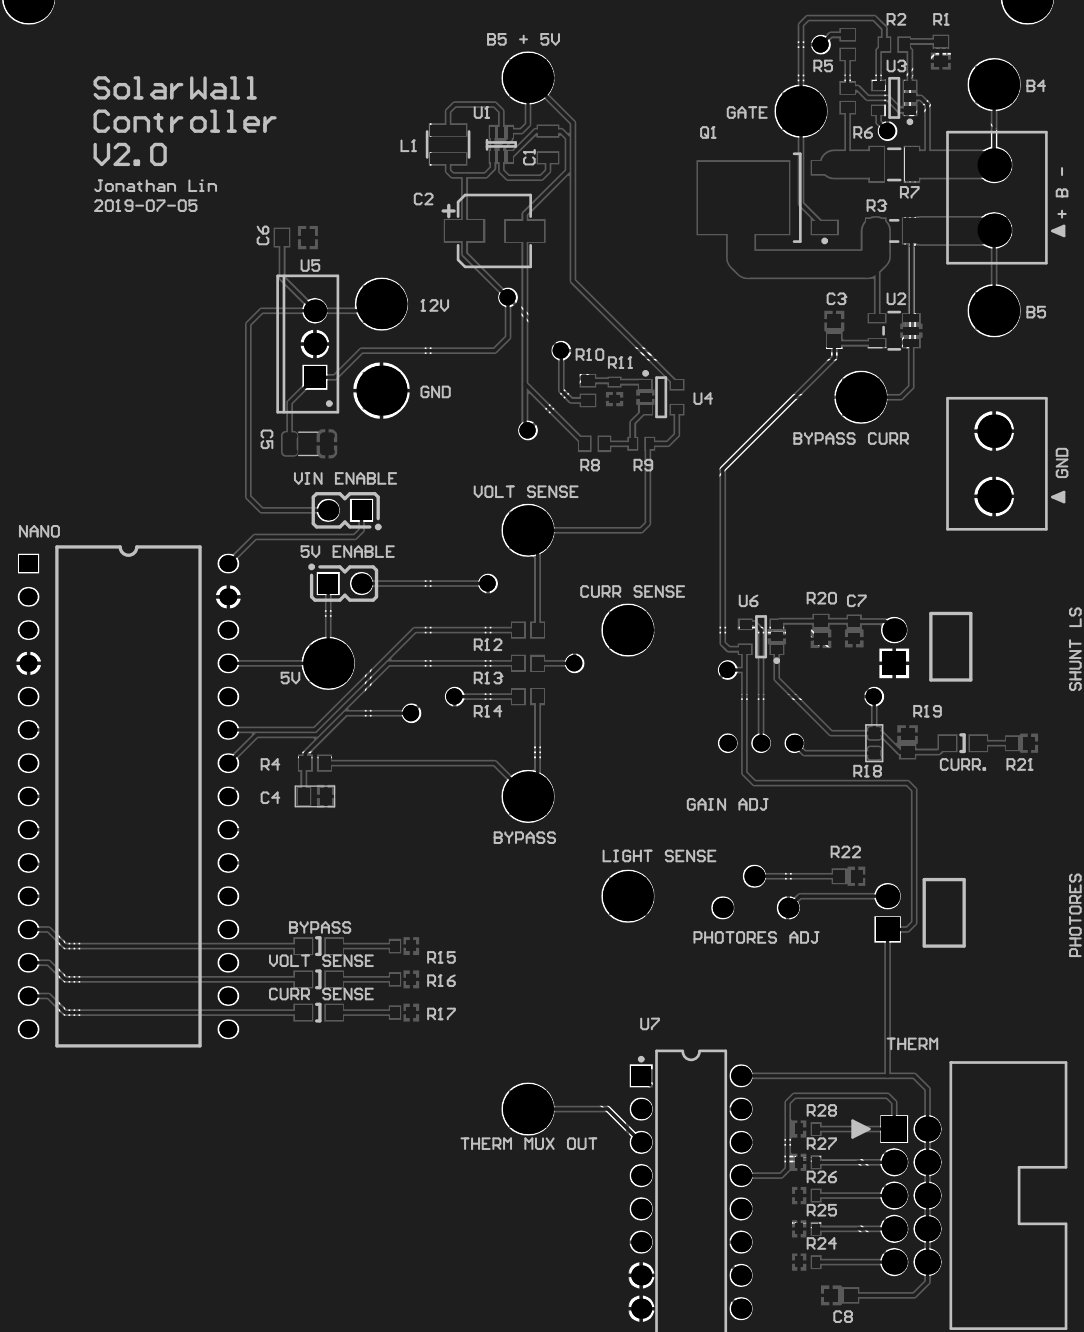 B5 + 5V
R2
R1
R5
U3
B4
SolarWall
Controller
V2.0
Jonathan Lin
2019-07-05
U1
GATE
Q1
R6
L1
C1
R7
C2
R3
▲+ B -
C6
U5
12V
C3
U2
B5
R10
R11
GND
U4
C5
R8
R9
BYPASS CURR
▲ GND
VIN ENABLE
VOLT SENSE
NANO
5V ENABLE
CURR SENSE
U6
R20
C7
SHUNT LS
R12
5V
R13
R14
R19
R4
R18
CURR.
R21
C4
GAIN ADJ
BYPASS
LIGHT SENSE
R22
PHOTORES
BYPASS
PHOTORES ADJ
R15
VOLT SENSE
R16
CURR SENSE
R17
U7
THERM
R28
THERM MUX OUT
R27
R26
R25
R24
C8